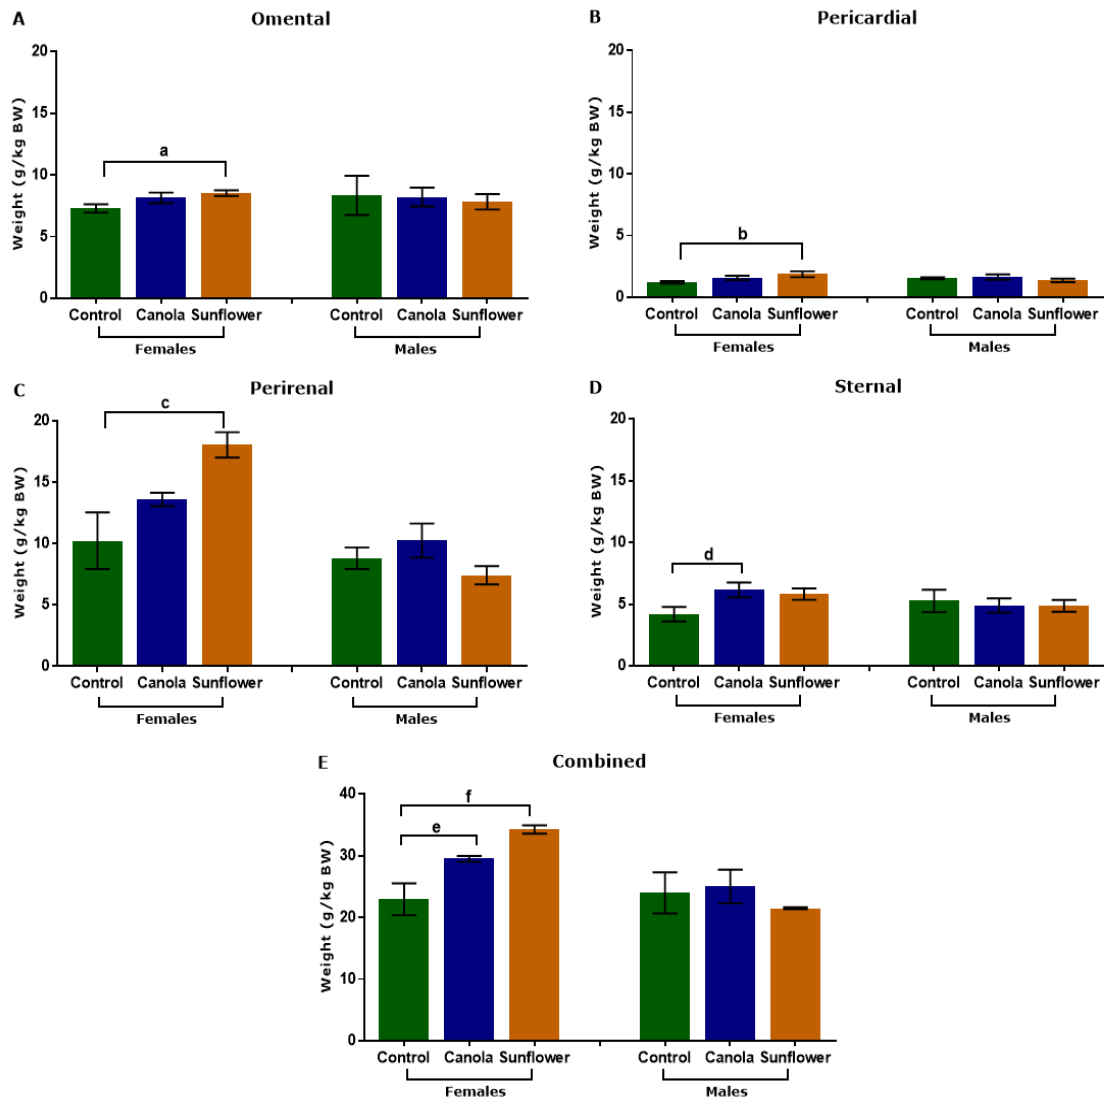 A
Omental
Weight (g/kg BW)
20
15
10
5
0
a
Control Canola Sunflower
Control Canola Sunflower
Females
Males
B
Pericardial
Weight (g/kg BW)
20
15
10
5
0
b
Control Canola Sunflower
Control Canola Sunflower
Females
Males
C
Perirenal
Weight (g/kg BW)
20
15
10
5
0
c
Control Canola Sunflower
Control Canola Sunflower
Females
Males
D
Sternal
Weight (g/kg BW)
20
15
10
5
0
d
Control Canola Sunflower
Control Canola Sunflower
Females
Males
E
Combined
Weight (g/kg BW)
40
30
20
10
0
f
e
Control Canola Sunflower
Control Canola Sunflower
Females
Males